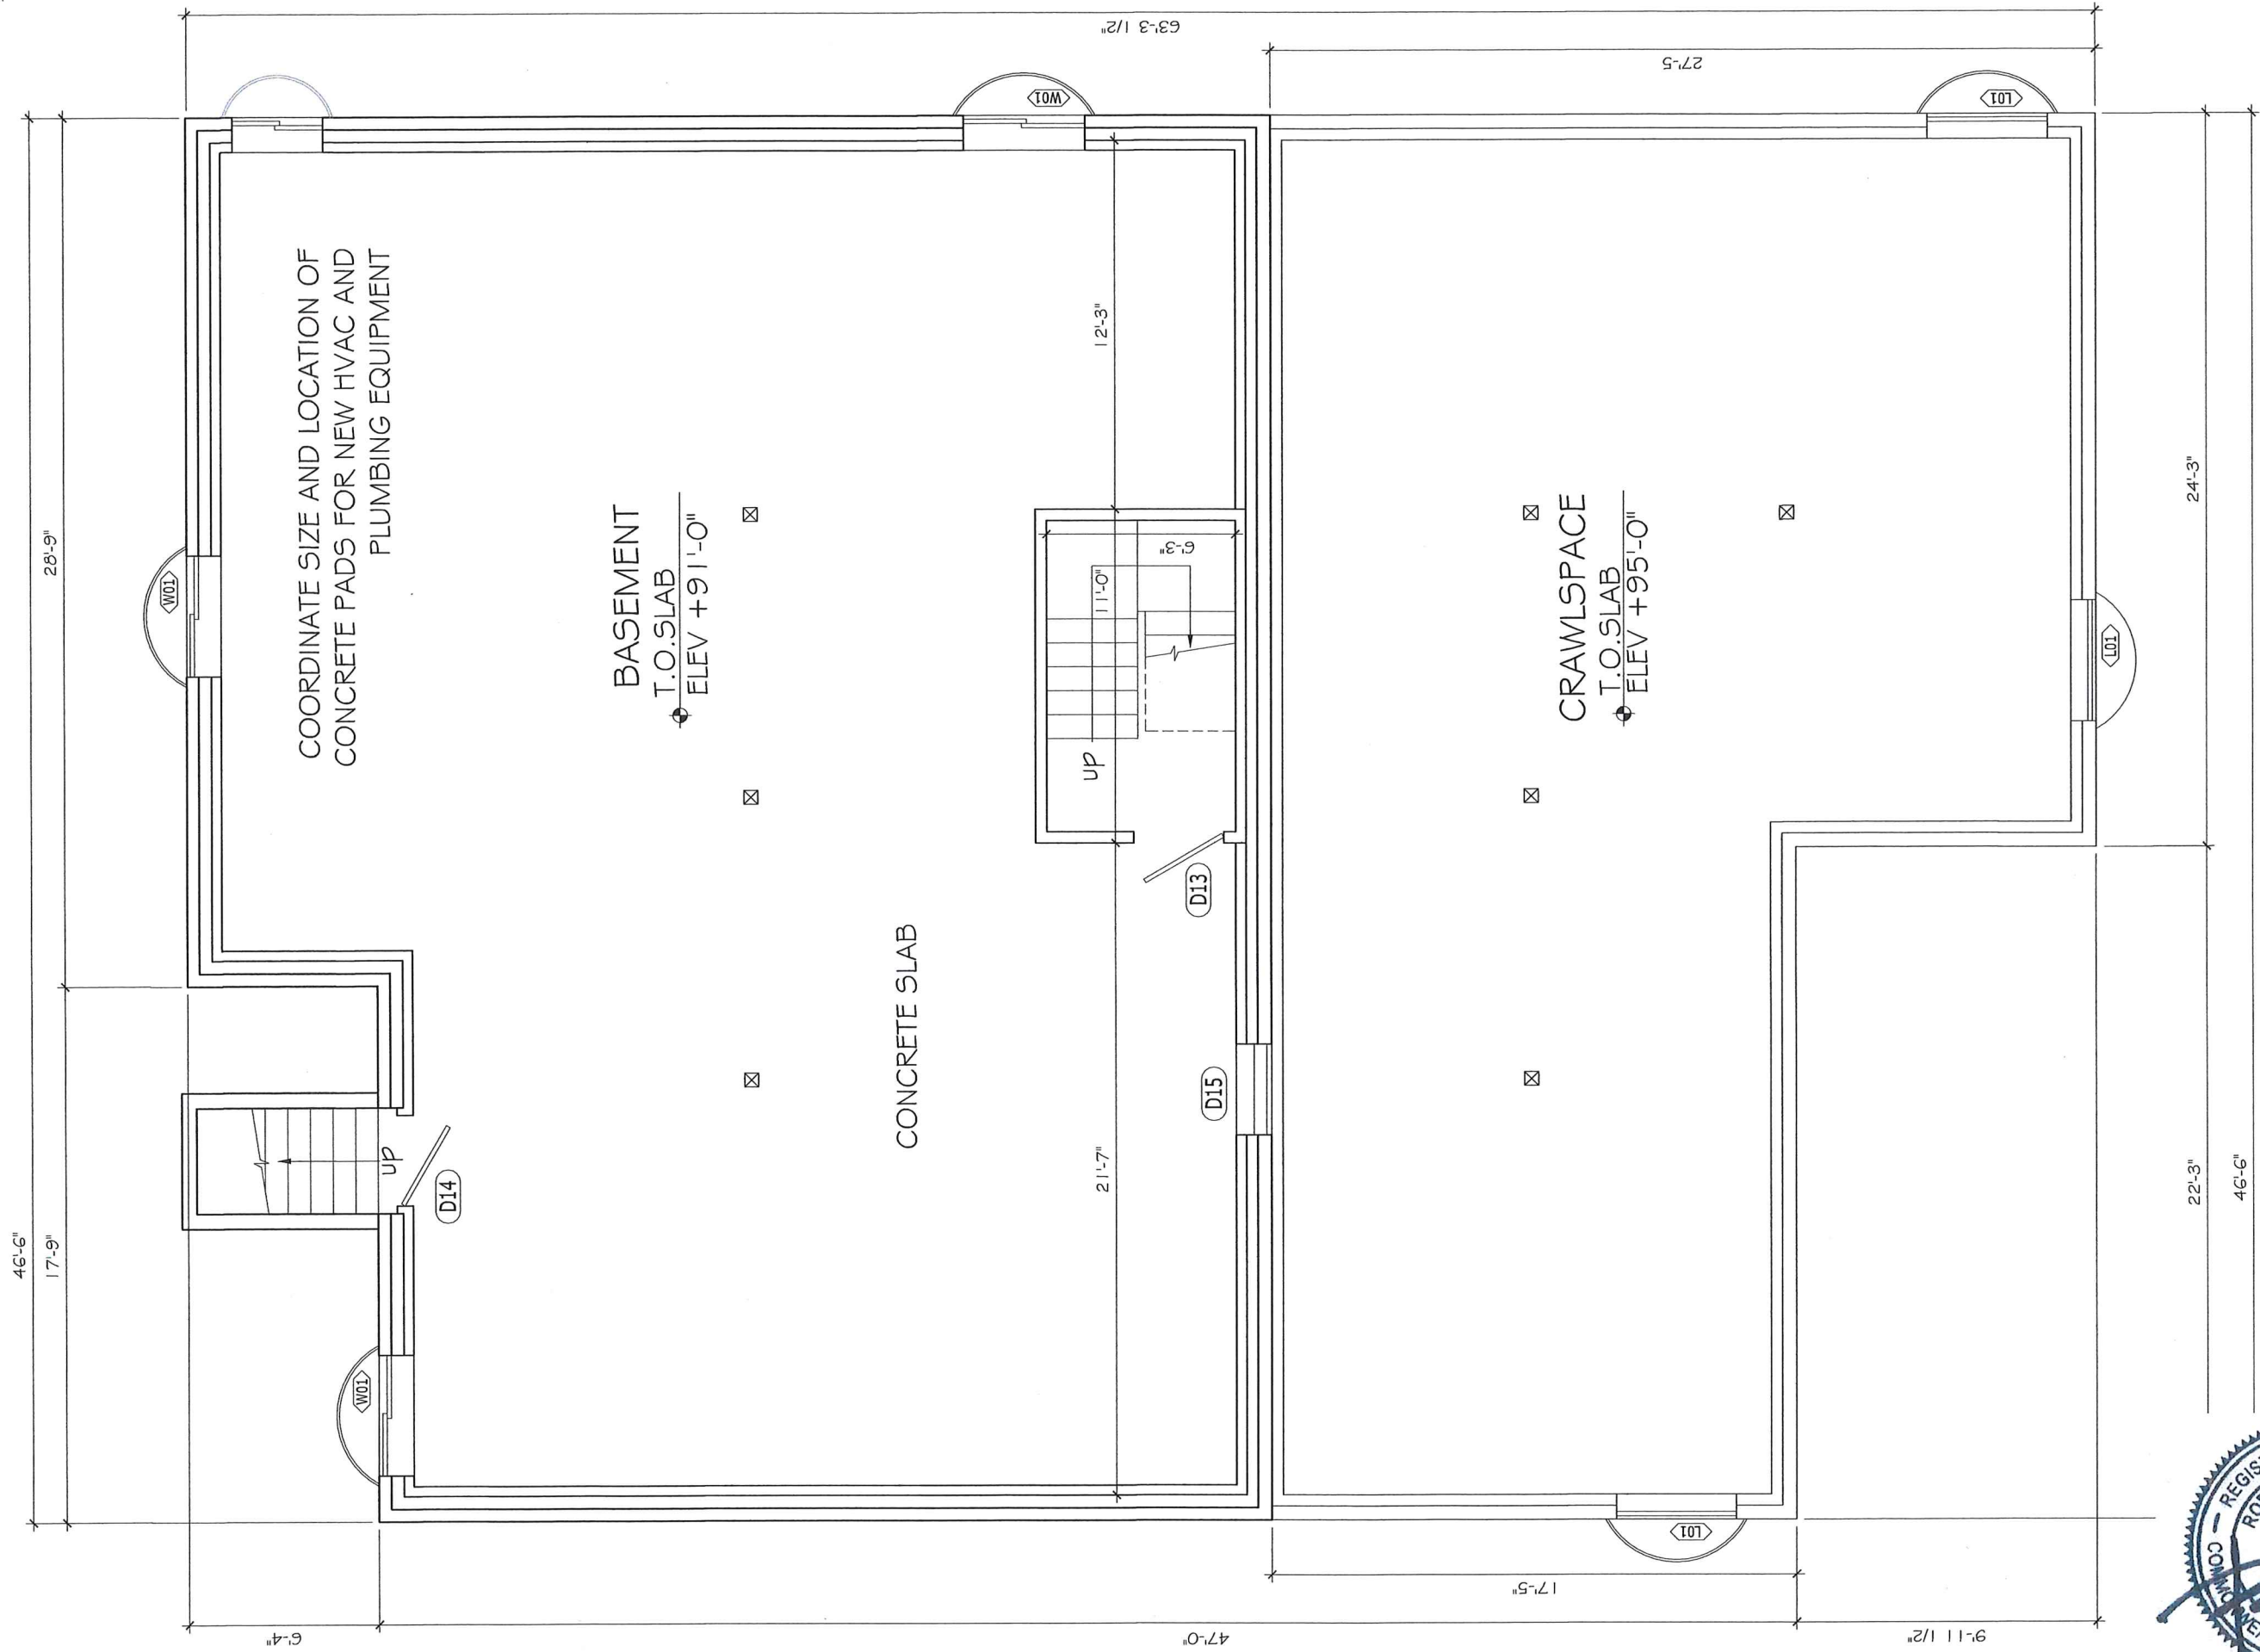 63'-3 1/2"
27'-5
46'-6"
28'-9"
17'-9"
COORDINATE SIZE AND LOCATION OF
CONCRETE PADS FOR NEW HVAC AND
PLUMBING EQUIPMENT
W01
W01
W01
BASEMENT
T.O.SLAB
ELEV +91'-0"
12'-3"
6'-3"
11'-0"
UP
D13
CONCRETE SLAB
D15
21'-7"
UP
D14
CRAWLSPACE
T.O.SLAB
ELEV +95'-0"
L01
L01
L01
24'-3"
22'-3"
46'-6"
17'-5"
6'-4"
47'-0"
9'-11 1/2"